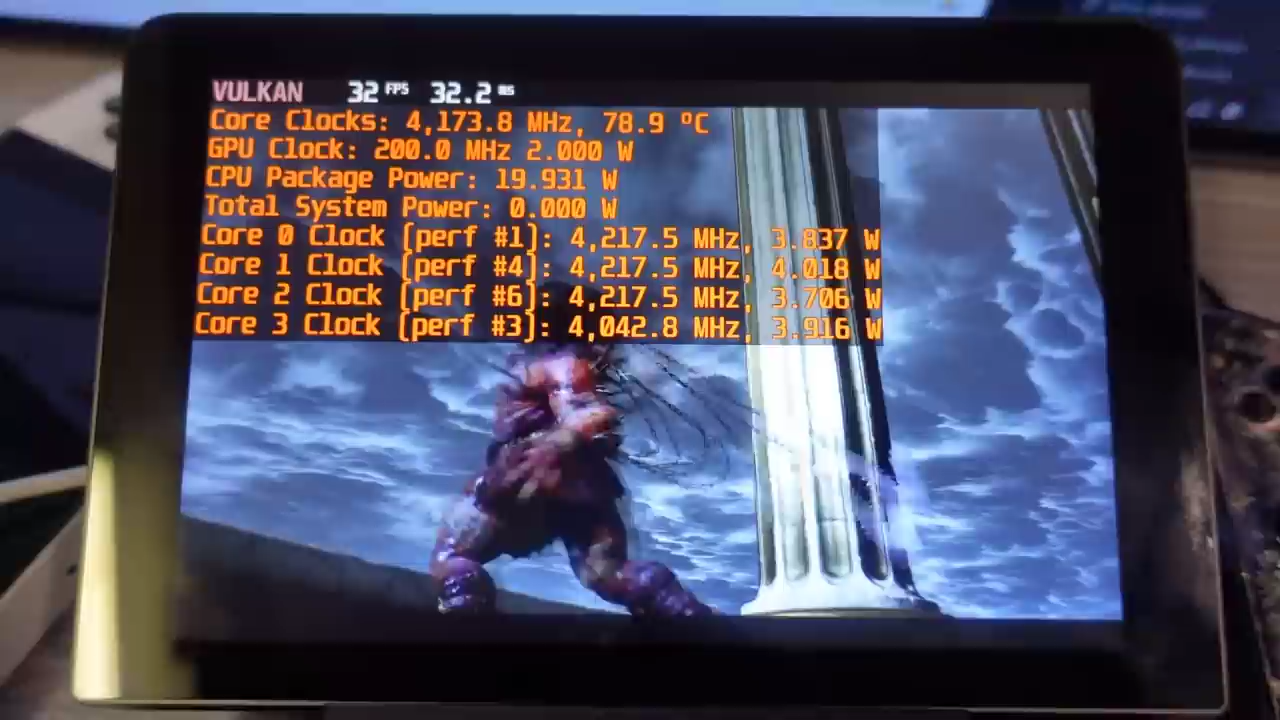 VULKAN 32 FPS 32.2 ms
Core Clocks: 4,173.8 MHz, 78.9 ºC
GPU Clock: 200.0 MHz 2.000 W
CPU Package Power: 19.931 W
Total System Power: 0.000 W
Core 0 Clock (perf #1): 4,217.5 MHz, 3.837 W
Core 1 Clock (perf #4): 4,217.5 MHz, 4.018 W
Core 2 Clock (perf #6): 4,217.5 MHz, 3.706 W
Core 3 Clock (perf #3): 4,042.8 MHz, 3.916 W